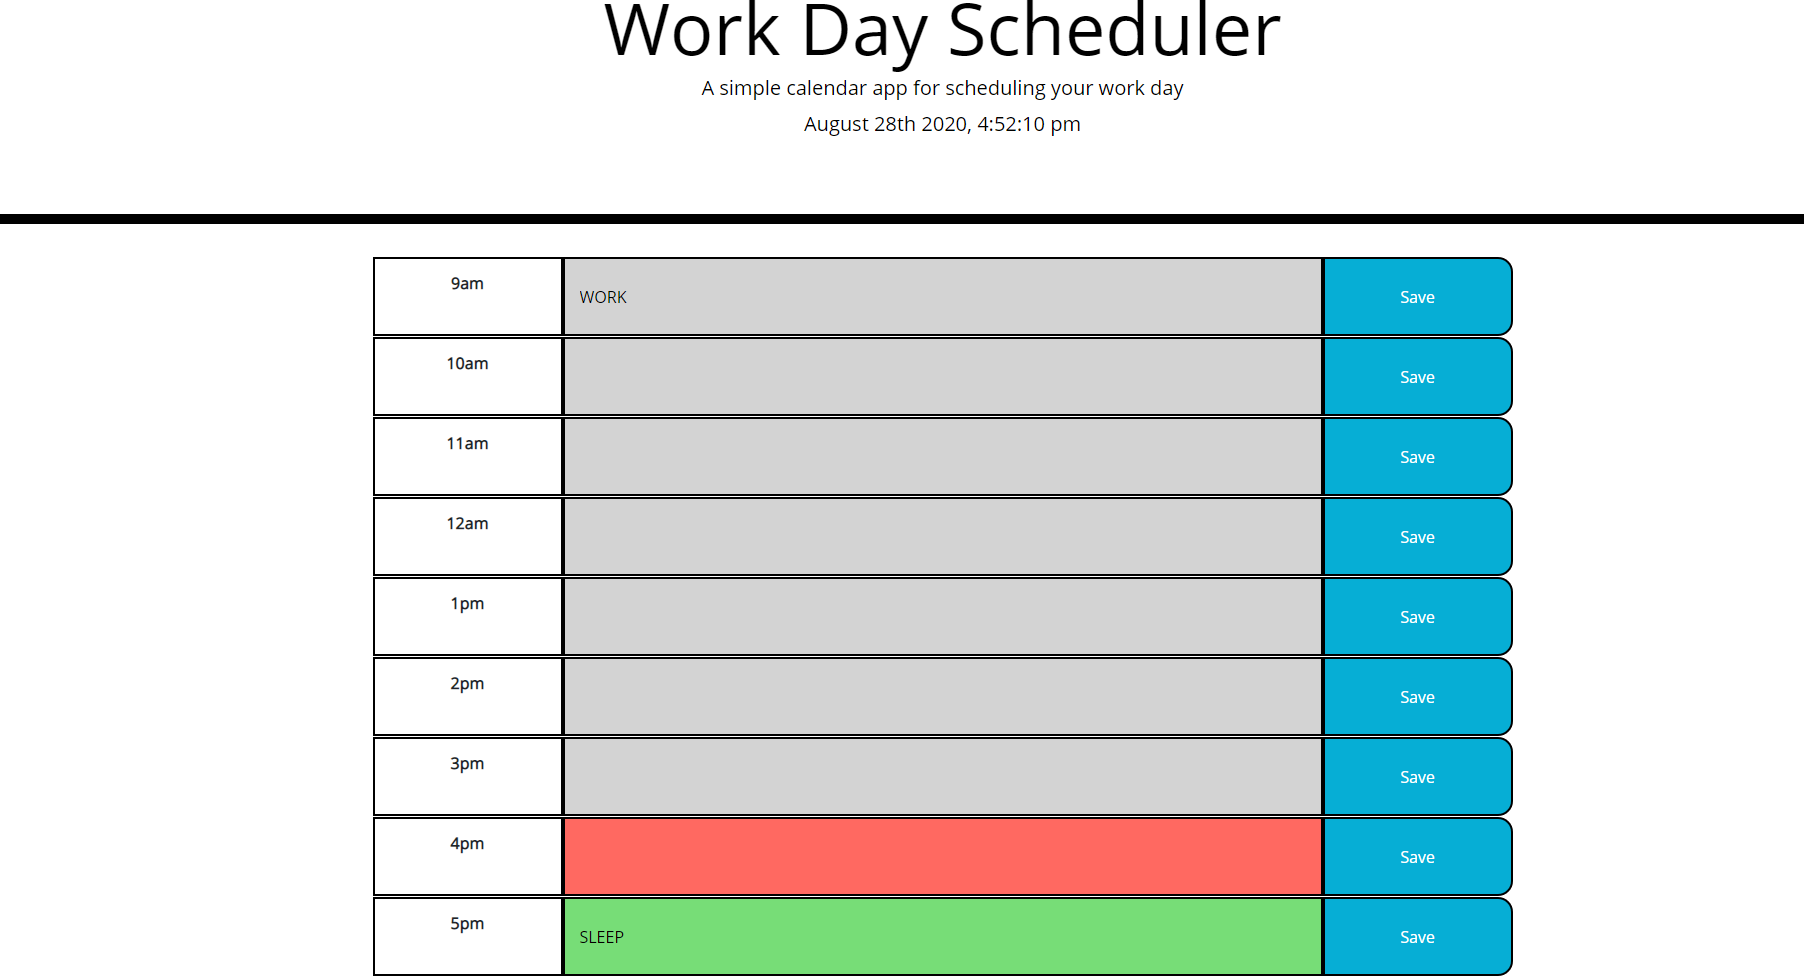 Work Day Scheduler
A simple calendar app for scheduling your work day
August 28th 2020, 4:52:10 pm
9am WORK Save
10am Save
11am Save
12am Save
1pm Save
2pm Save
3pm Save
4pm Save
5pm SLEEP Save